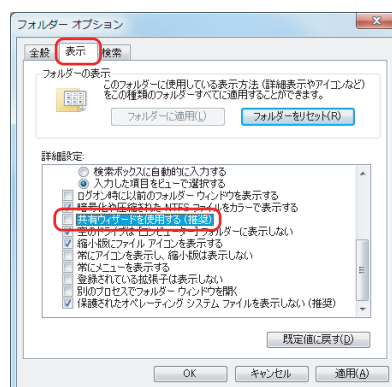 フォルダー オプション
全般 表示 検索
フォルダーの表示
このフォルダーに使用している表示方法（詳細表示やアイコンなど）
をこの種類のフォルダーすべてに適用することができます。
フォルダーに適用(L) フォルダーをリセット(R)
詳細設定:
検索ボックスに自動的に入力する
入力した項目をビューで選択する
ログオン時に以前のフォルダー ウィンドウを表示する
暗号化や圧縮された NTFS ファイルをカラーで表示する
共有ウィザードを使用する (推奨)
空のドライブは [コンピューター] フォルダーに表示しない
縮小版にファイル アイコンを表示する
常にアイコンを表示し、縮小版は表示しない
常にメニューを表示する
登録されている拡張子は表示しない
別のプロセスでフォルダー ウィンドウを開く
保護されたオペレーティング システム ファイルを表示しない (推奨)
既定値に戻す(D)
OK キャンセル 適用(A)